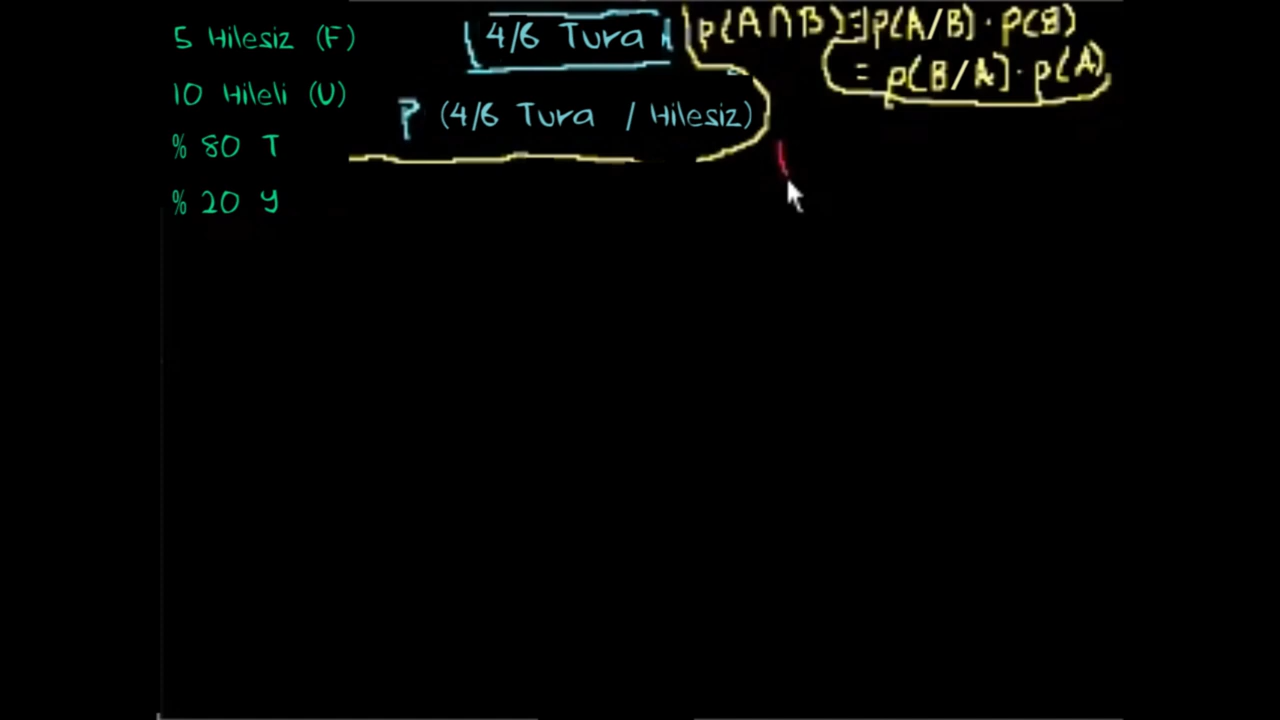 5 Hilesiz (F)
10 Hileli (U)
% 80 T
% 20 Y
4/6 Tura
P (4/6 Tura / Hilesiz)
p(A∩B) = p(A/B) · P(B)
= p(B/A) · p(A)